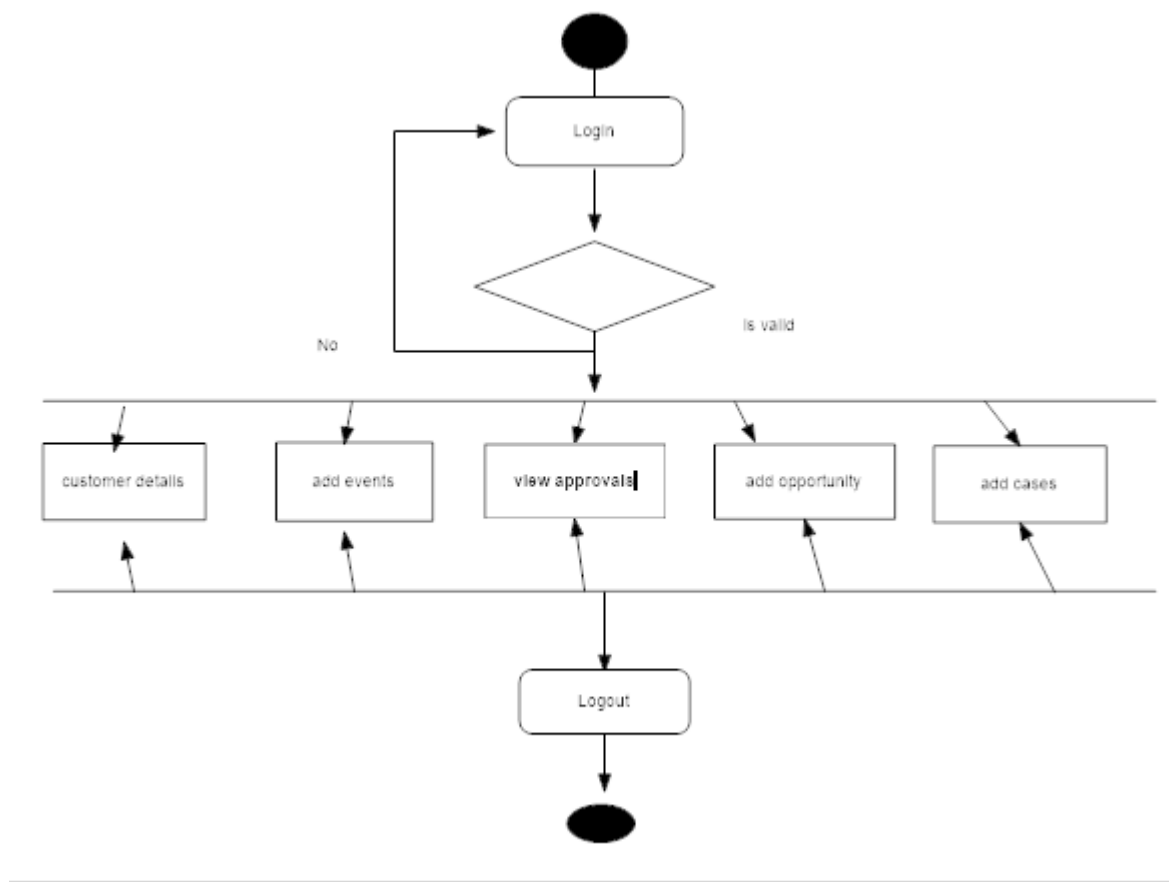 Login
Is valid
No
customer details
add events
view approvals
add opportunity
add cases
Logout